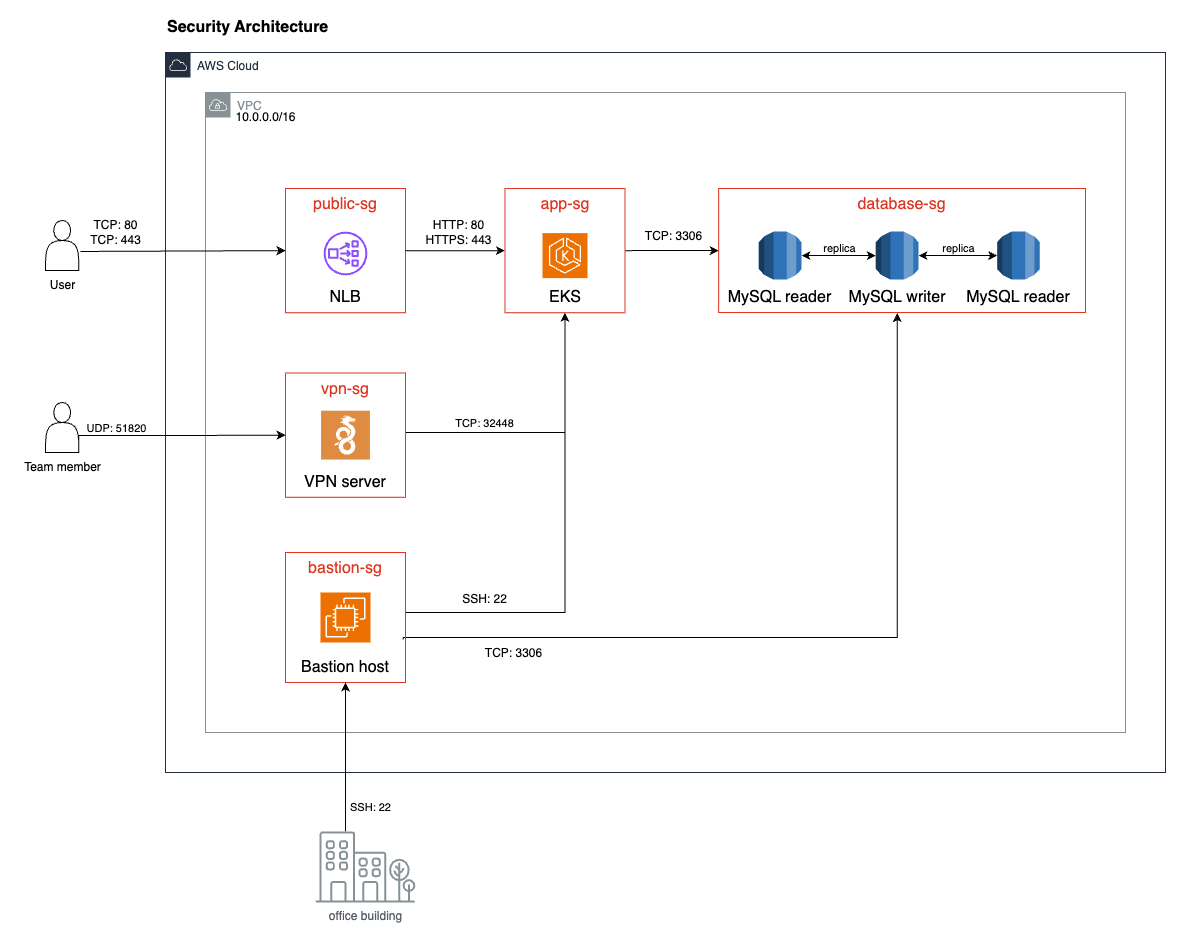 Security Architecture
AWS Cloud
VPC
10.0.0.0/16
public-sg
NLB
app-sg
EKS
database-sg
MySQL reader
MySQL writer
MySQL reader
replica
replica
TCP: 80
TCP: 443
User
HTTP: 80
HTTPS: 443
TCP: 3306
vpn-sg
VPN server
UDP: 51820
Team member
TCP: 32448
bastion-sg
Bastion host
SSH: 22
TCP: 3306
SSH: 22
office building
K